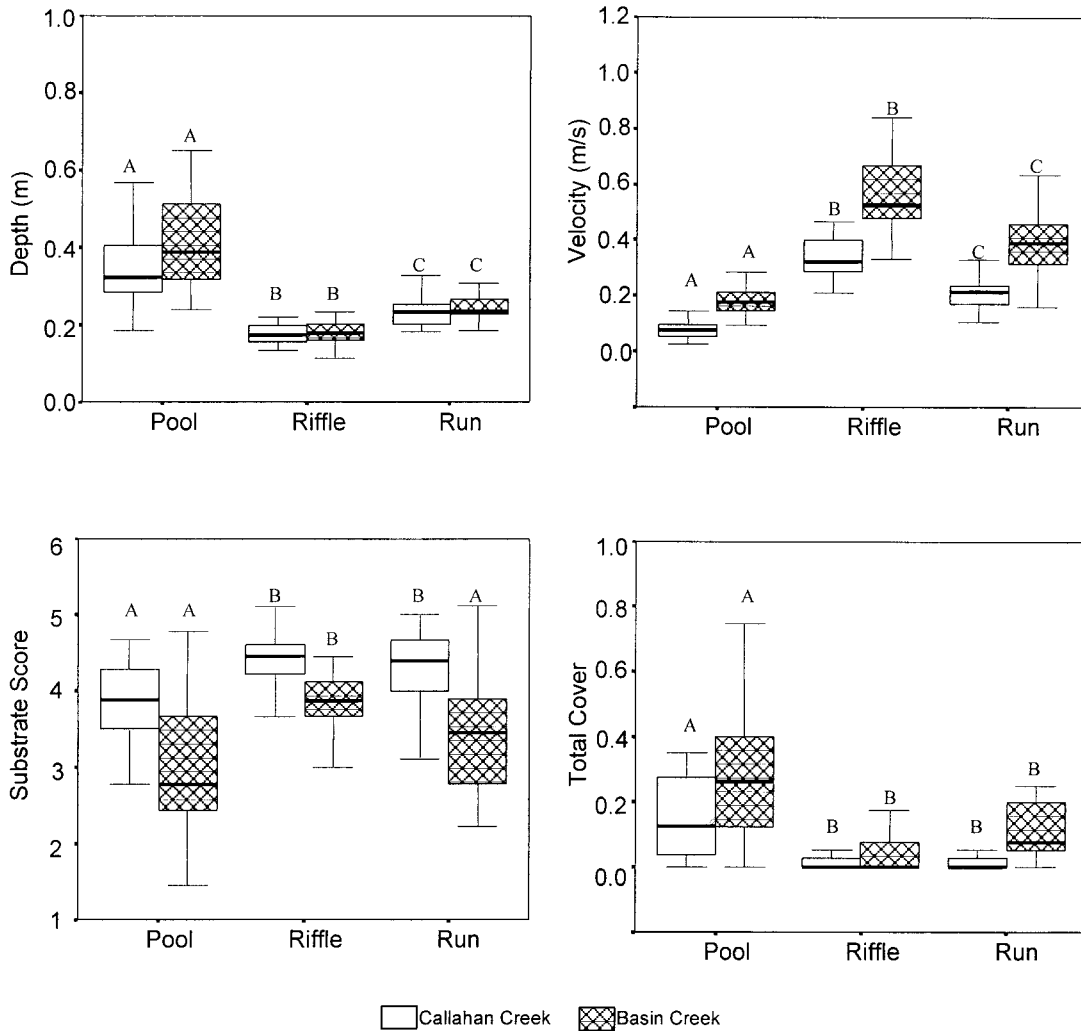 Depth (m)
1.0
0.8
0.6
0.4
0.2
0.0
A
A
B
B
C
C
Pool
Riffle
Run
Velocity (m/s)
1.2
1.0
0.8
0.6
0.4
0.2
0.0
A
A
B
B
C
C
Pool
Riffle
Run
Substrate Score
6
5
4
3
2
1
A
A
B
B
B
A
Pool
Riffle
Run
Total Cover
1.0
0.8
0.6
0.4
0.2
0.0
A
A
B
B
B
B
Pool
Riffle
Run
Callahan Creek
Basin Creek